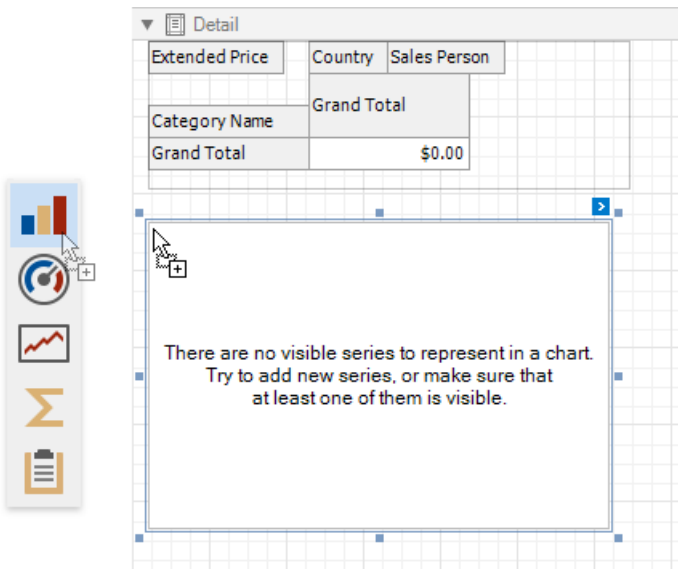 Detail
Extended Price Country Sales Person
Grand Total
Category Name
Grand Total $0.00
There are no visible series to represent in a chart.
Try to add new series, or make sure that
at least one of them is visible.